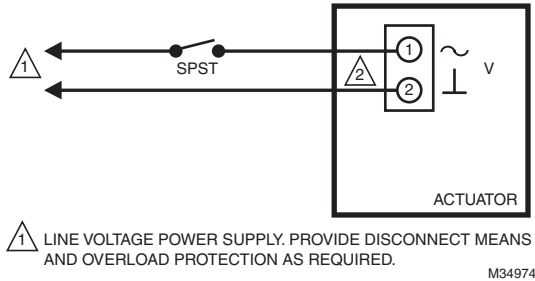 1
SPST
2
1
2
V
ACTUATOR
1 LINE VOLTAGE POWER SUPPLY. PROVIDE DISCONNECT MEANS
AND OVERLOAD PROTECTION AS REQUIRED.
M34974